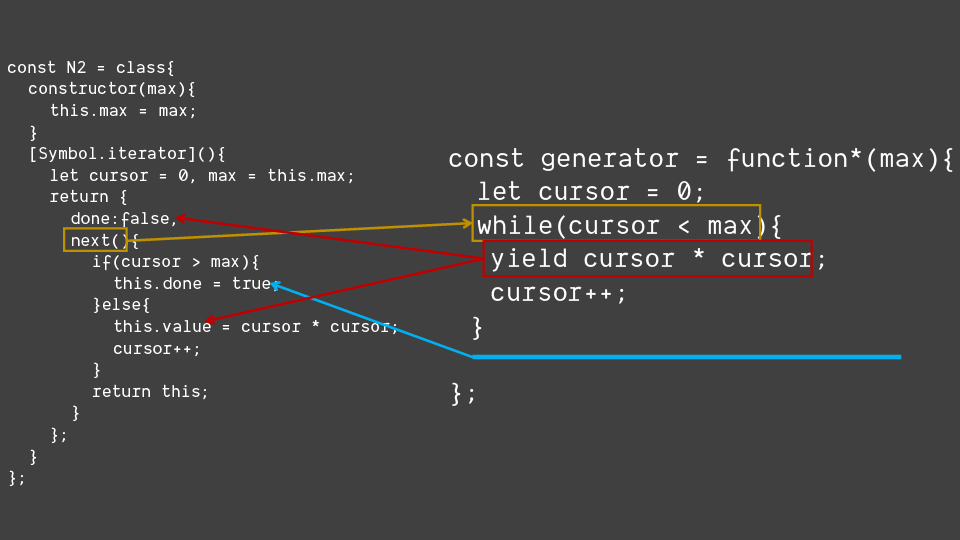 const N2 = class{
constructor(max){
this.max = max;
}
[Symbol.iterator](){
let cursor = 0, max = this.max;
return {
done:false,
next(){
if(cursor > max){
this.done = true;
}else{
this.value = cursor * cursor;
cursor++;
}
return this;
}
};
}
};
const generator = function*(max){
let cursor = 0;
while(cursor < max){
yield cursor * cursor;
cursor++;
}
};